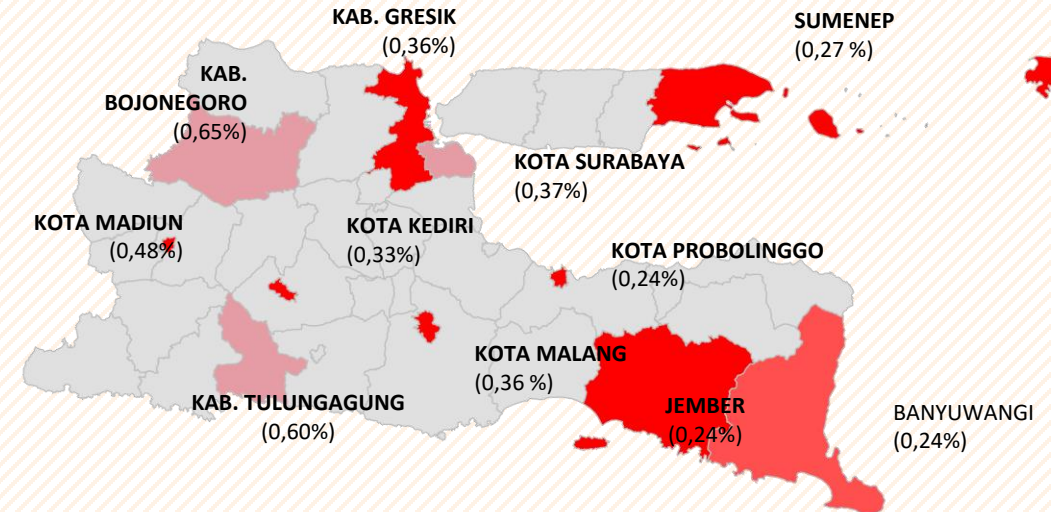 KAB. GRESIK
(0,36%)
SUMENEP
(0,27 %)
KAB.
BOJONEGORO
(0,65%)
KOTA SURABAYA
(0,37%)
KOTA MADIUN
(0,48%)
KOTA KEDIRI
(0,33%)
KOTA PROBOLINGGO
(0,24%)
KOTA MALANG
(0,36 %)
KAB. TULUNGAGUNG
(0,60%)
JEMBER
(0,24%)
BANYUWANGI
(0,24%)